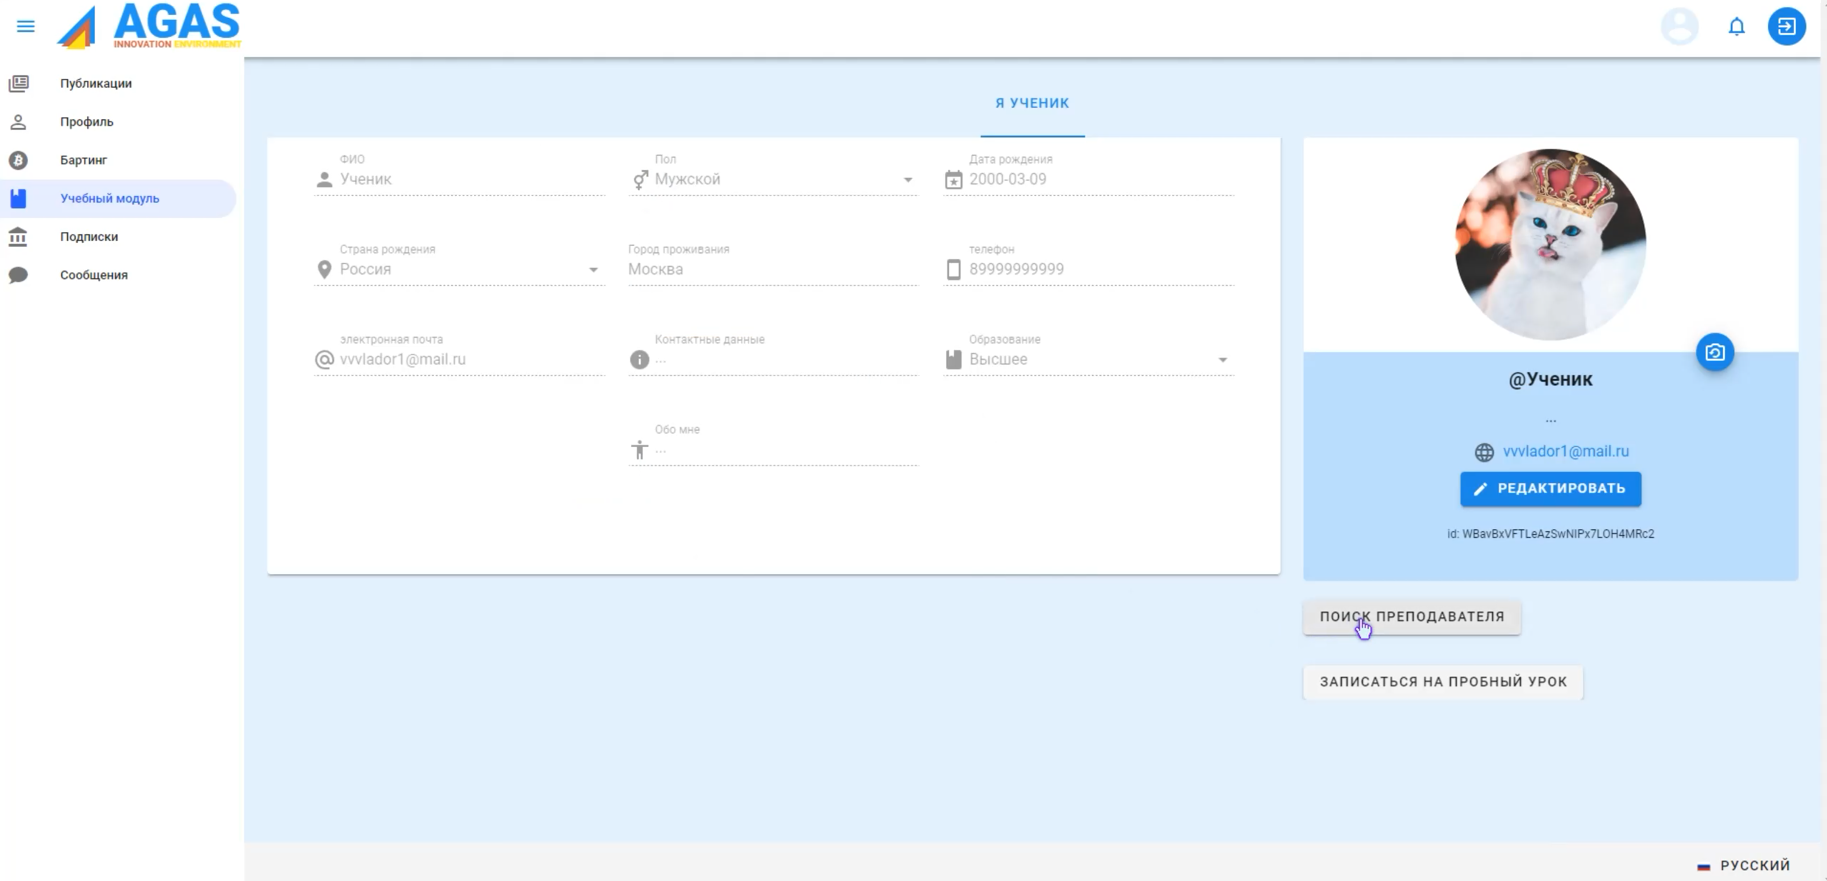 AGAS
INNOVATION ENVIRONMENT
Публикации
Профиль
Бартинг
Учебный модуль
Подписки
Сообщения
Я УЧЕНИК
ФИО
Ученик
Пол
Мужской
Дата рождения
2000-03-09
Страна рождения
Россия
Город проживания
Москва
телефон
89999999999
электронная почта
vvvlador1@mail.ru
Контактные данные
...
Образование
Высшее
Обо мне
...
@Ученик
...
vvvlador1@mail.ru
РЕДАКТИРОВАТЬ
id: WBavBxVFTLeAzSwNIPx7LOH4MRc2
ПОИСК ПРЕПОДАВАТЕЛЯ
ЗАПИСАТЬСЯ НА ПРОБНЫЙ УРОК
РУССКИЙ